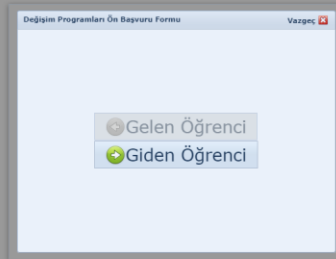 Değişim Programları Ön Başvuru Formu
Vazgeç
Gelen Öğrenci
Giden Öğrenci